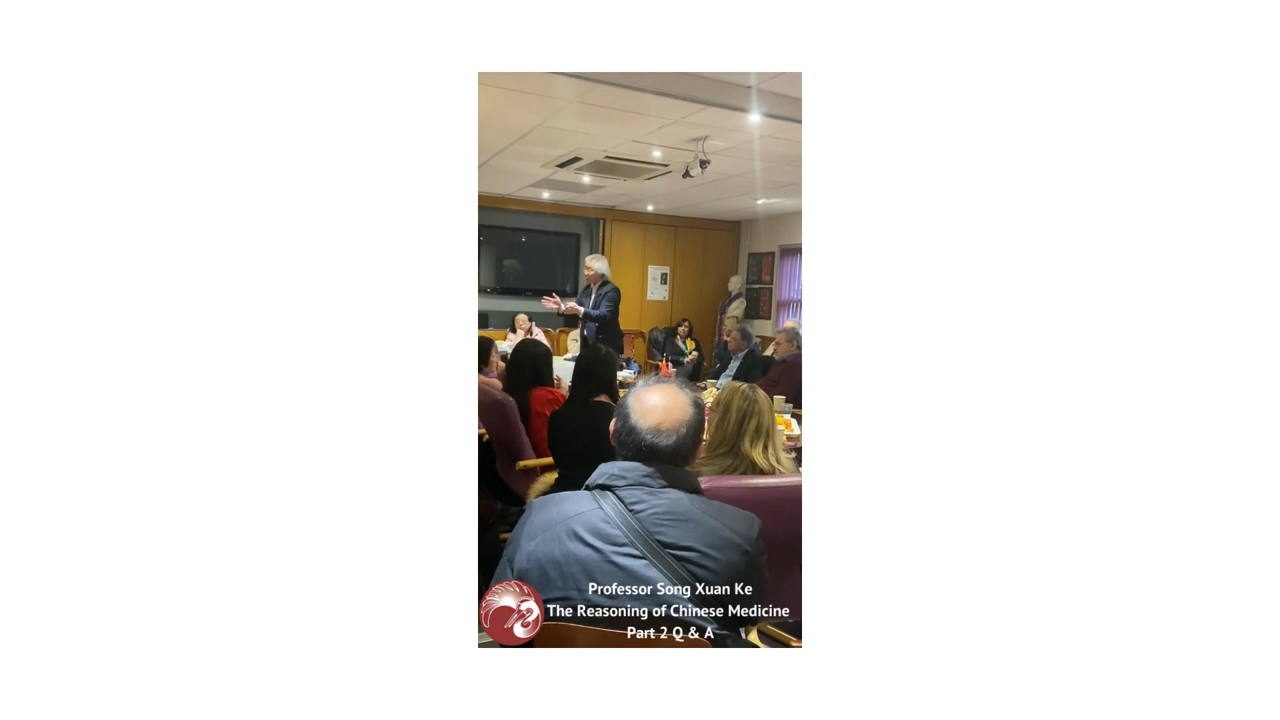 Professor Song Xuan Ke
The Reasoning of Chinese Medicine
Part 2 Q & A